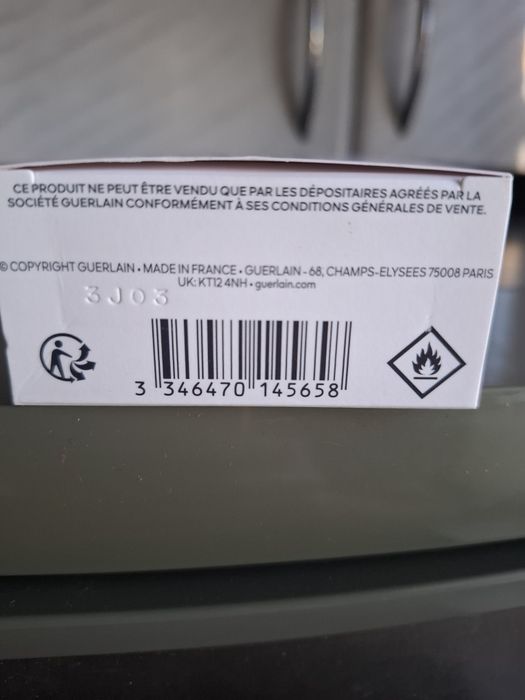 CE PRODUIT NE PEUT ÊTRE VENDU QUE PAR LES DÉPOSITAIRES AGRÉÉS PAR LA
SOCIÉTÉ GUERLAIN CONFORMÉMENT À SES CONDITIONS GÉNÉRALES DE VENTE.
© COPYRIGHT GUERLAIN • MADE IN FRANCE • GUERLAIN - 68, CHAMPS-ELYSEES 75008 PARIS
UK: KT12 4NH • guerlain.com
3J03
3 346470 145658